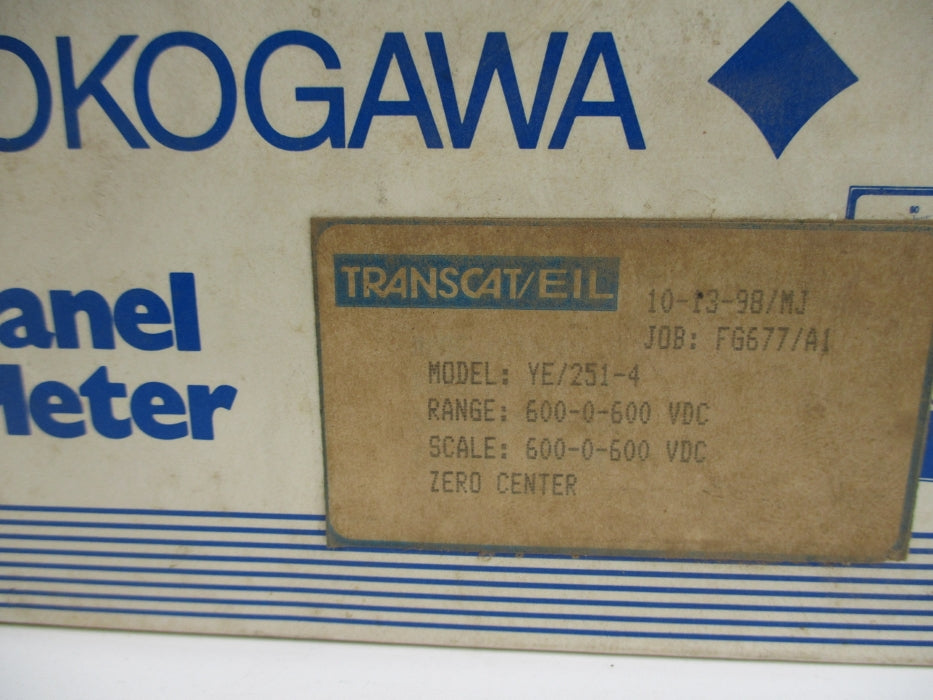 OKOGAWA
anel
Meter
TRANSCAT/EIL
10-13-98/MJ
JOB: FG677/A1
MODEL: YE/251-4
RANGE: 600-0-600 VDC
SCALE: 600-0-600 VDC
ZERO CENTER